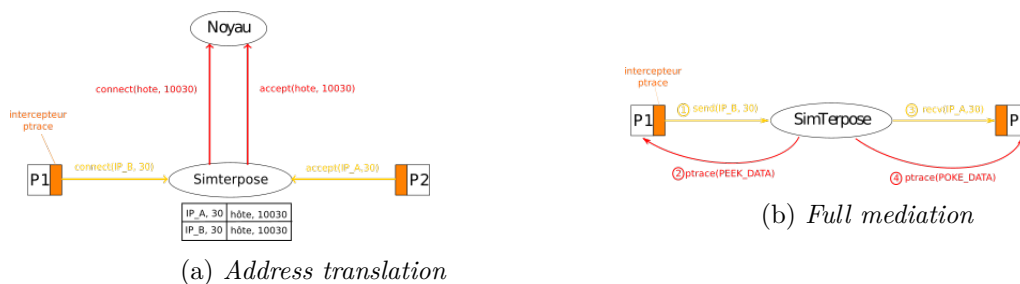 Noyau
connect(hote, 10030)
accept(hote, 10030)
intercepteur
ptrace
P1
connect(IP_B, 30)
Simterpose
accept(IP_A,30)
P2
IP_A, 30 hôte, 10030
IP_B, 30 hôte, 10030
(a) Address translation
intercepteur
ptrace
P1
① send(IP_B, 30)
SimTerpose
③ recv(IP_A,30)
P
② ptrace(PEEK_DATA)
④ ptrace(POKE_DATA)
(b) Full mediation